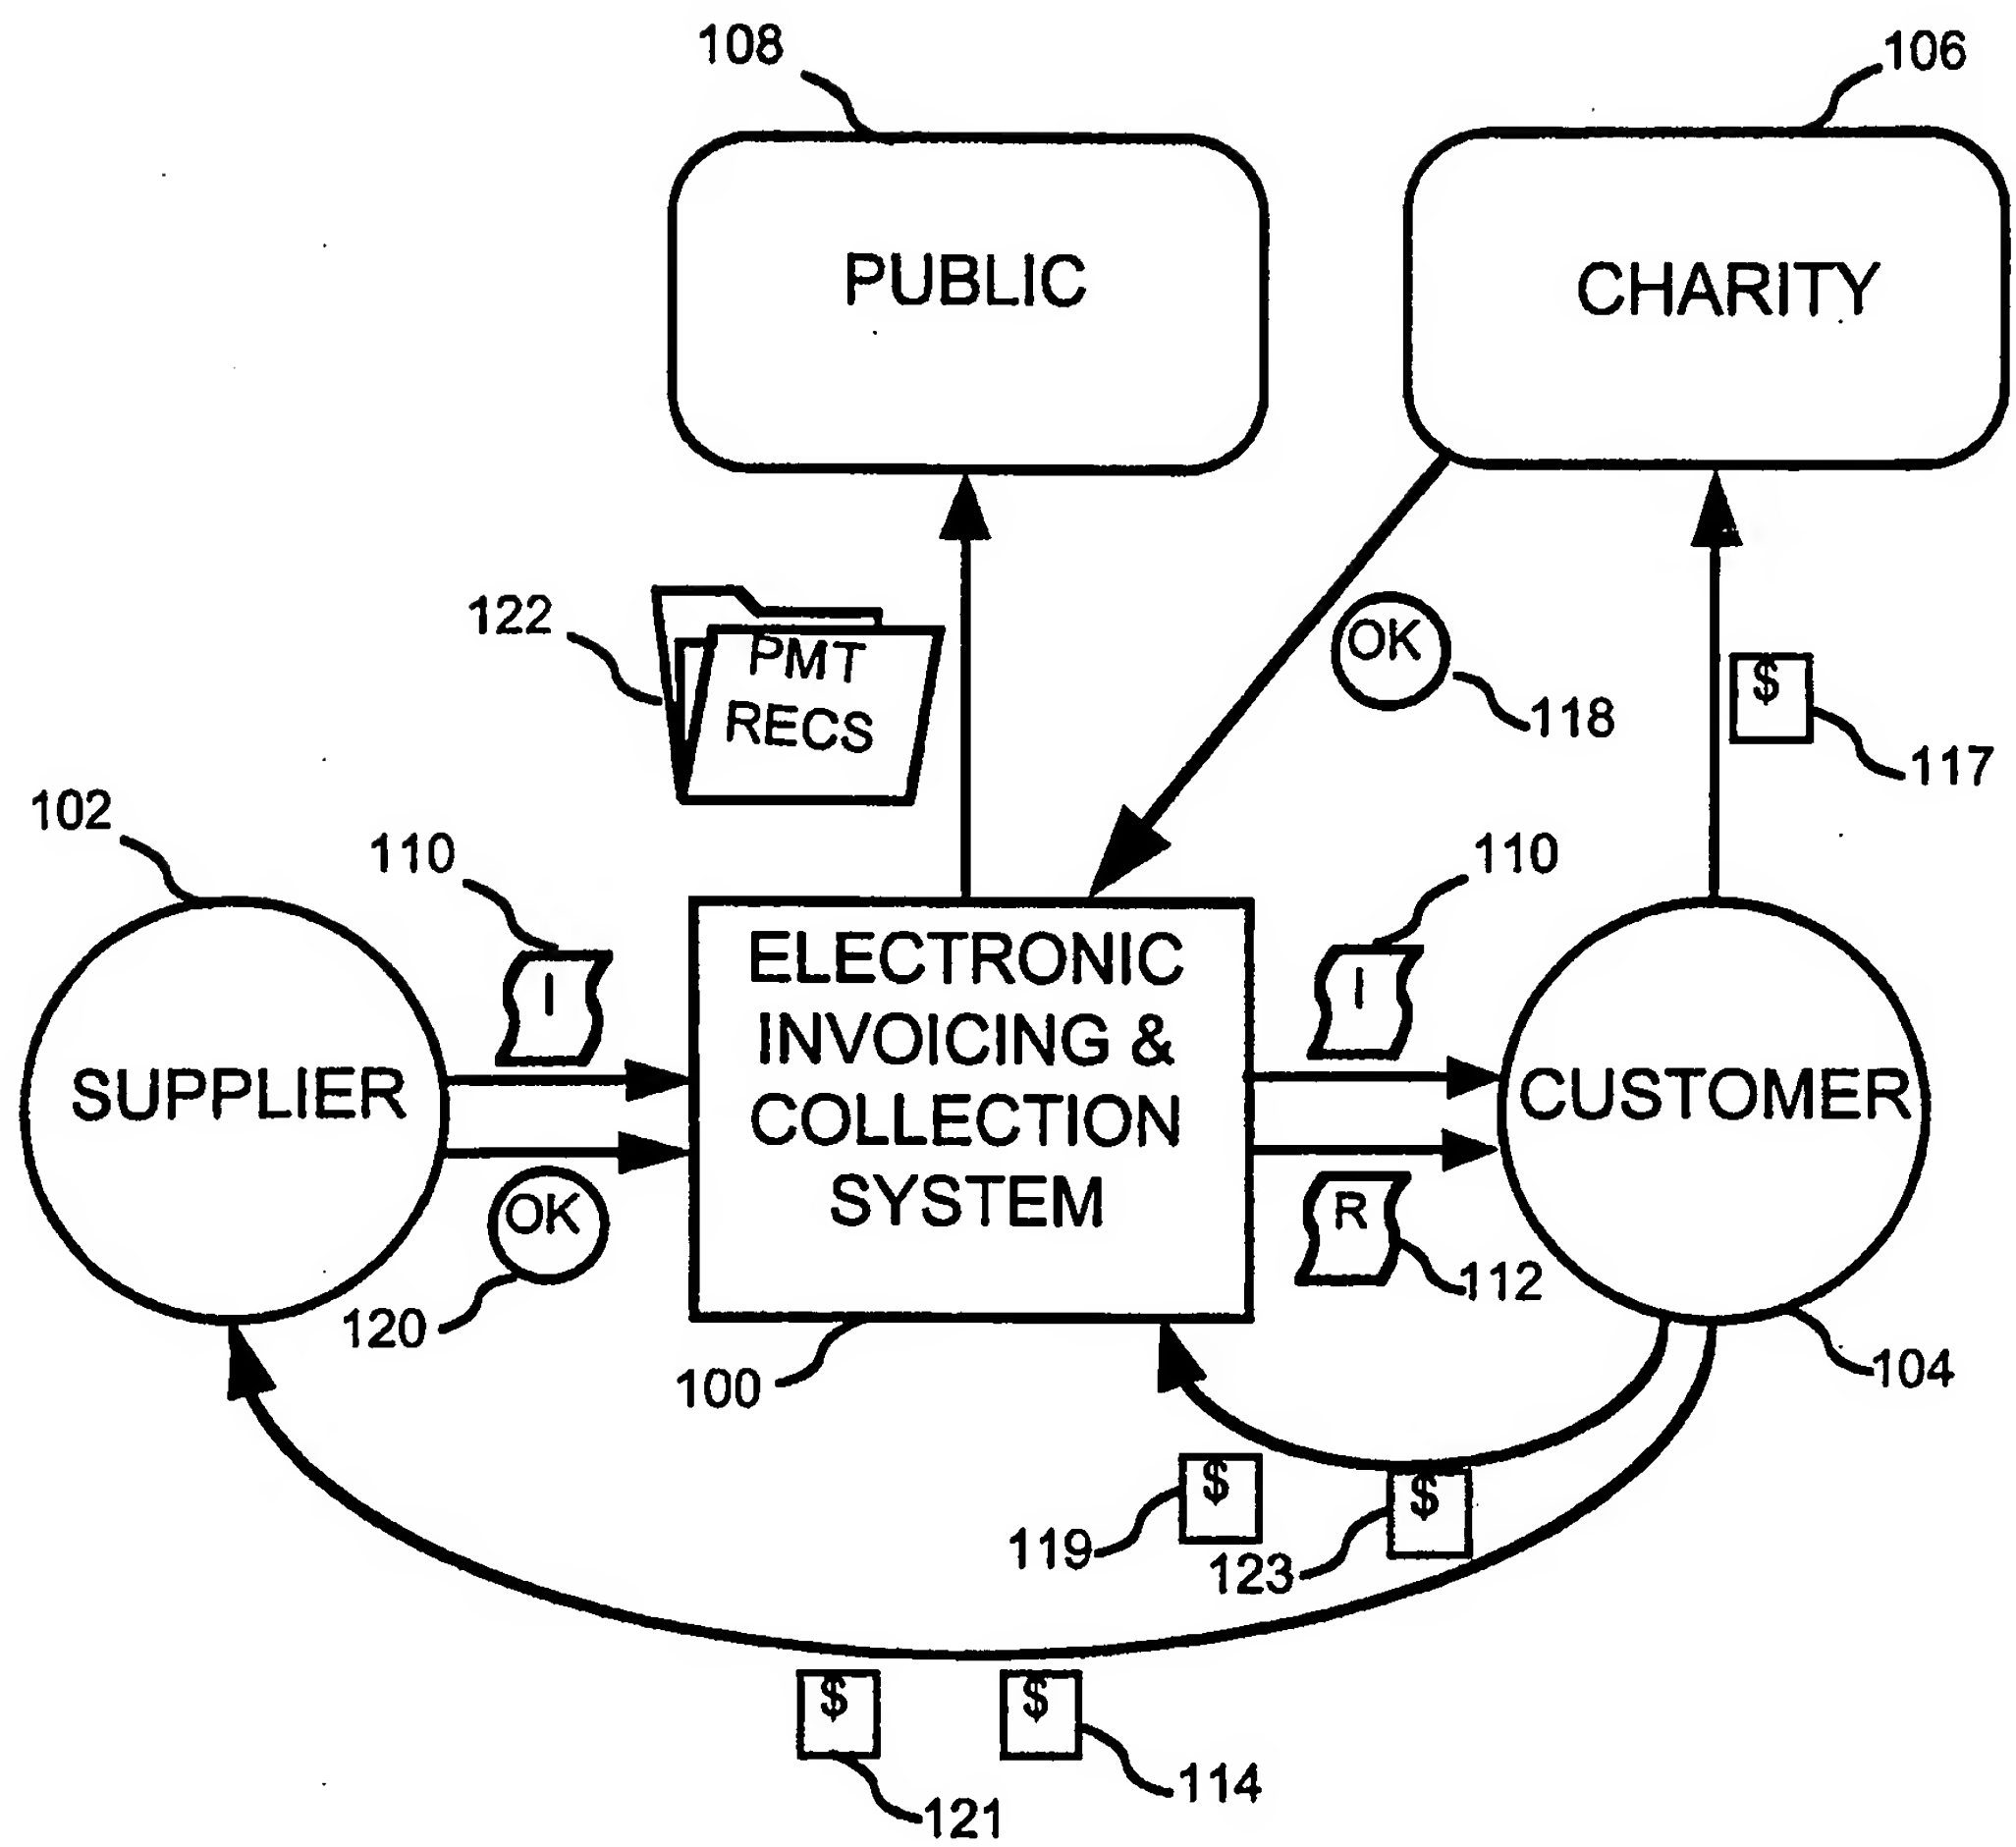 108
106
PUBLIC
CHARITY
122
PMT
RECS
OK
118
$
117
102
110
110
I
I
ELECTRONIC
INVOICING &
COLLECTION
SYSTEM
SUPPLIER
CUSTOMER
OK
R
120
112
100
104
$
$
119
123
$
$
114
121